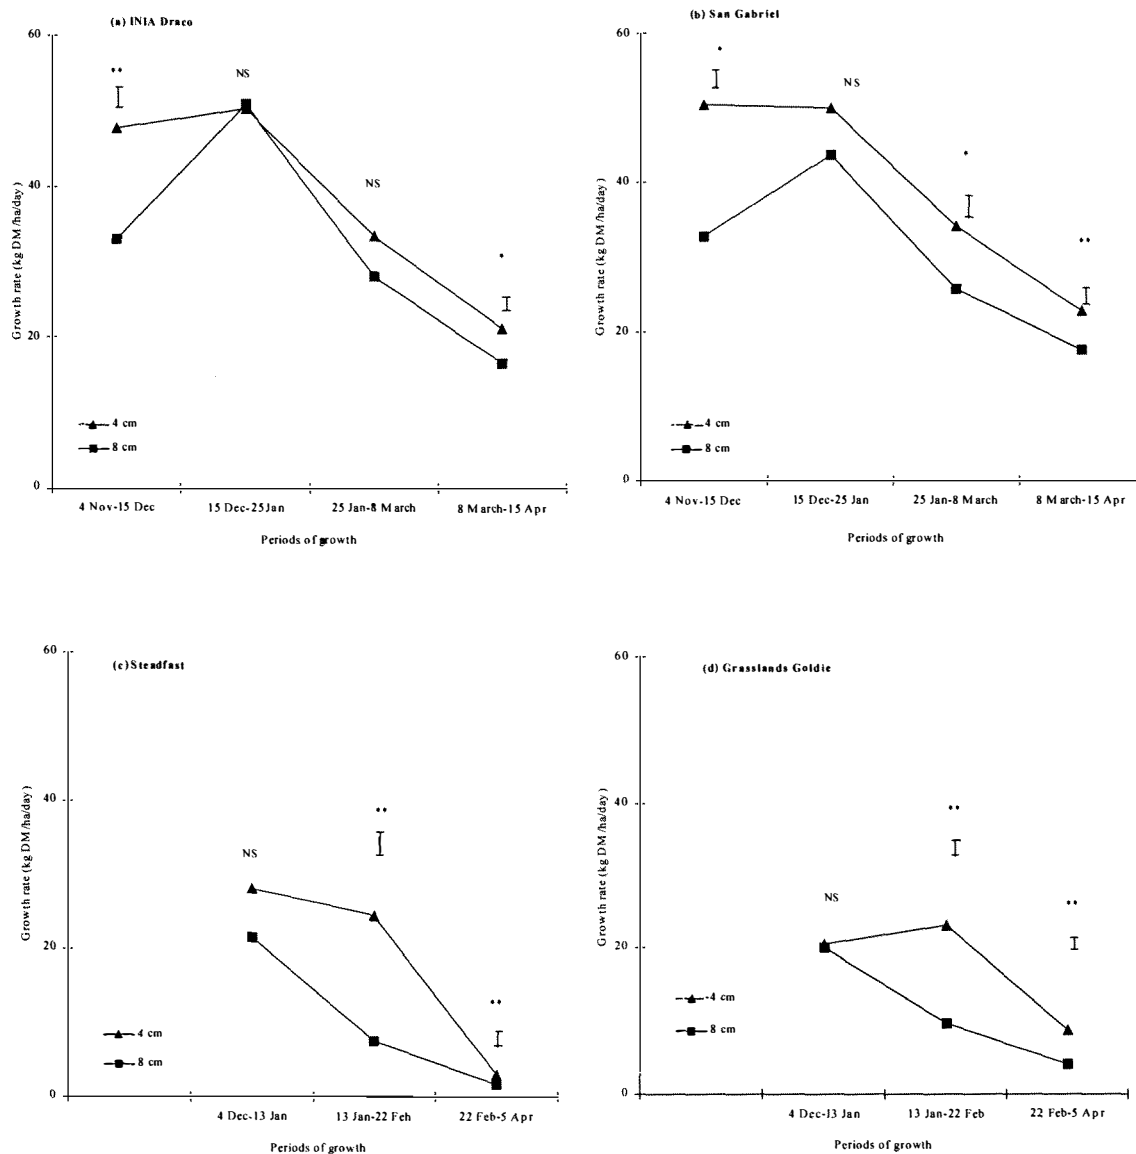 (a) INIA Draco
60
**
NS
40
NS
*
20
0
Growth rate (kg DM/ha/day)
4 cm
8 cm
4 Nov-15 Dec
15 Dec-25 Jan
25 Jan-8 March
8 March-15 Apr
Periods of growth
(b) San Gabriel
60
*
NS
40
*
**
20
0
Growth rate (kg DM/ha/day)
4 cm
8 cm
4 Nov-15 Dec
15 Dec-25 Jan
25 Jan-8 March
8 March-15 Apr
Periods of growth
(c) Steadfast
60
40
**
NS
20
**
0
Growth rate (kg DM/ha/day)
4 cm
8 cm
4 Dec-13 Jan
13 Jan-22 Feh
22 Feb-5 Apr
Periods of growth
(d) Grasslands Goldie
60
40
**
NS
**
20
0
Growth rate (kg DM/ha/day)
4 cm
8 cm
4 Dec-13 Jan
13 Jan-22 Feb
22 Feb-5 Apr
Periods of growth